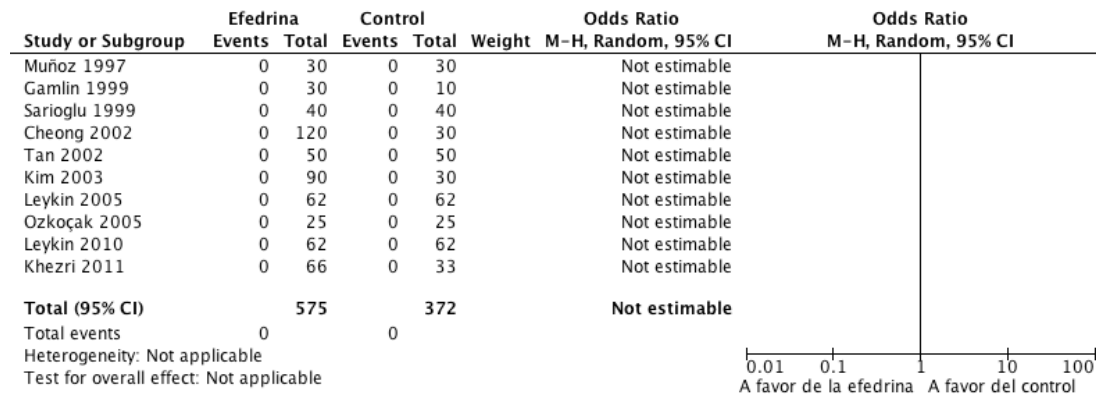 Efedrina Control Odds Ratio Odds Ratio
Study or Subgroup Events Total Events Total Weight M-H, Random, 95% CI M-H, Random, 95% CI
Muñoz 1997 0 30 0 30 Not estimable
Gamlin 1999 0 30 0 10 Not estimable
Sarioglu 1999 0 40 0 40 Not estimable
Cheong 2002 0 120 0 30 Not estimable
Tan 2002 0 50 0 50 Not estimable
Kim 2003 0 90 0 30 Not estimable
Leykin 2005 0 62 0 62 Not estimable
Ozkoçak 2005 0 25 0 25 Not estimable
Leykin 2010 0 62 0 62 Not estimable
Khezri 2011 0 66 0 33 Not estimable
Total (95% CI) 575 372 Not estimable
Total events 0 0
Heterogeneity: Not applicable
Test for overall effect: Not applicable
0.01 0.1 1 10 100
A favor de la efedrina A favor del control